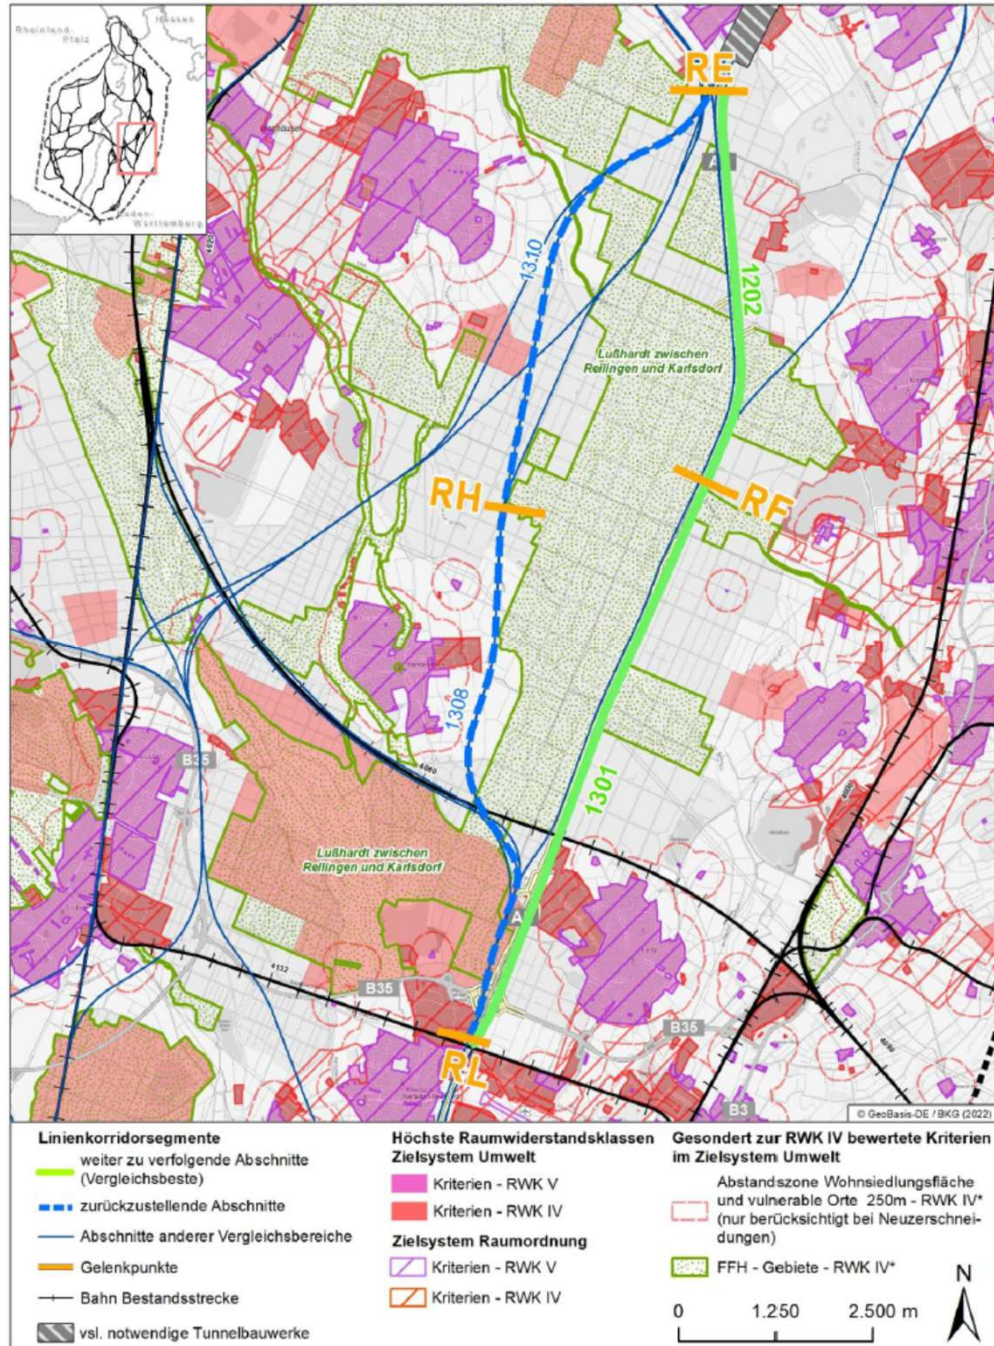 Rheinland-
Pfalz
Hessen
Baden-
Württemberg
RE
A5
4020
1310
1202
Lußhardt zwischen
Reilingen und Karlsdorf
RH
RF
1308
B35
4080
1301
4000
Lußhardt zwischen
Reilingen und Karlsdorf
4132
B35
B35
4080
RL
B3
© GeoBasis-DE / BKG (2022)
Linienkorridorsegmente
weiter zu verfolgende Abschnitte
(Vergleichsbeste)
zurückzustellende Abschnitte
Abschnitte anderer Vergleichsbereiche
Gelenkpunkte
Bahn Bestandsstrecke
vsl. notwendige Tunnelbauwerke
Höchste Raumwiderstandsklassen
Zielsystem Umwelt
Kriterien - RWK V
Kriterien - RWK IV
Zielsystem Raumordnung
Kriterien - RWK V
Kriterien - RWK IV
Gesondert zur RWK IV bewertete Kriterien
im Zielsystem Umwelt
Abstandszone Wohnsiedlungsfläche
und vulnerable Orte 250m - RWK IV*
(nur berücksichtigt bei Neuzerschnei-
dungen)
FFH - Gebiete - RWK IV*
N
0 1.250 2.500 m